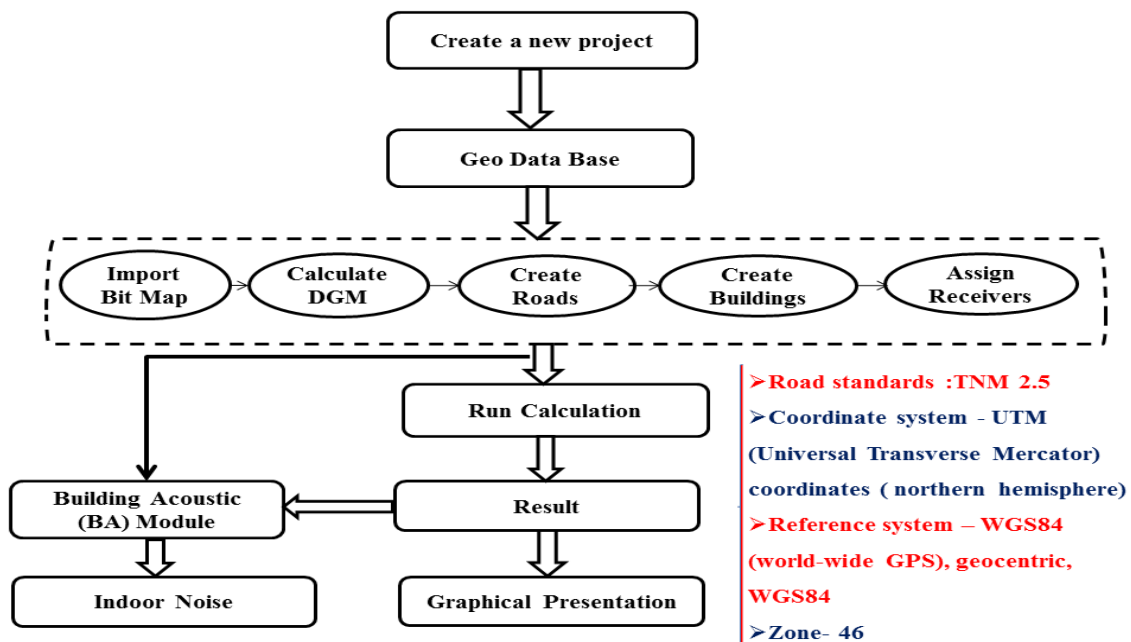 Create a new project
Geo Data Base
Import
Bit Map
Calculate
DGM
Create
Roads
Create
Buildings
Assign
Receivers
Run Calculation
Building Acoustic
(BA) Module
Result
Indoor Noise
Graphical Presentation
➢Road standards :TNM 2.5
➢Coordinate system - UTM
(Universal Transverse Mercator)
coordinates ( northern hemisphere)
➢Reference system – WGS84
(world-wide GPS), geocentric,
WGS84
➢Zone- 46